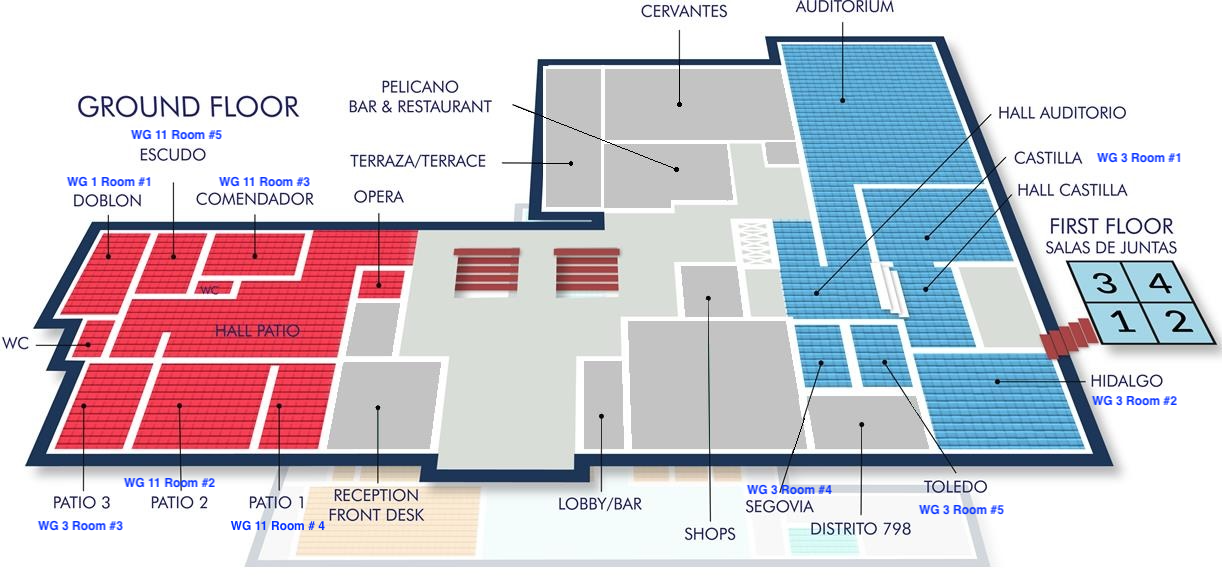 CERVANTES
AUDITORIUM
PELICANO
BAR & RESTAURANT
GROUND FLOOR
HALL AUDITORIO
WG 11 Room #5
ESCUDO
TERRAZA/TERRACE
CASTILLA WG 3 Room #1
WG 1 Room #1
DOBLON
WG 11 Room #3
COMENDADOR
OPERA
HALL CASTILLA
FIRST FLOOR
SALAS DE JUNTAS
3 4
1 2
WC
HALL PATIO
WC
HIDALGO
WG 3 Room #2
PATIO 3
WG 3 Room #3
WG 11 Room #2
PATIO 2
PATIO 1
WG 11 Room # 4
RECEPTION
FRONT DESK
LOBBY/BAR
SHOPS
WG 3 Room #4
SEGOVIA
DISTRITO 798
TOLEDO
WG 3 Room #5